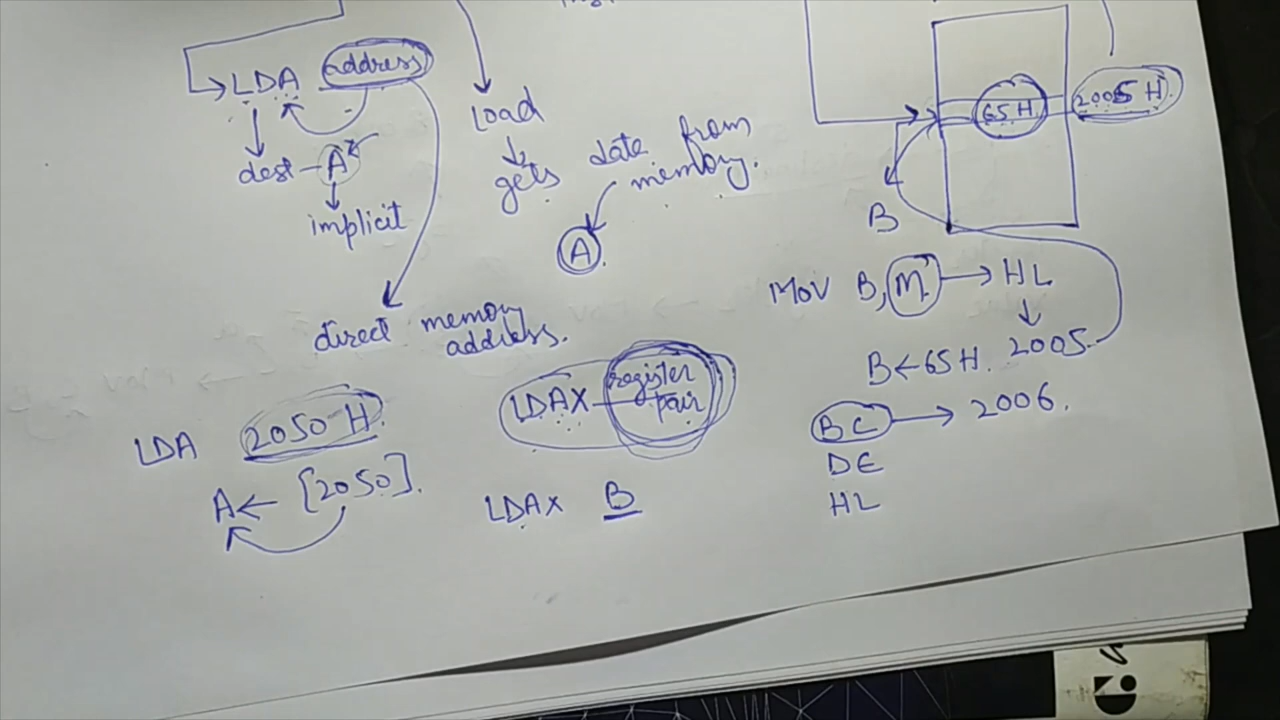 LDA address
dest - A
implicit
direct memory
address.
Load
gets data from
memory.
A
LDA 2050 H.
A ← [2050].
LDAX register
pair
LDAX B
65 H 2005 H
B
MOV B, M → HL
B ← 65 H. 2005.
BC → 2006.
DE
HL